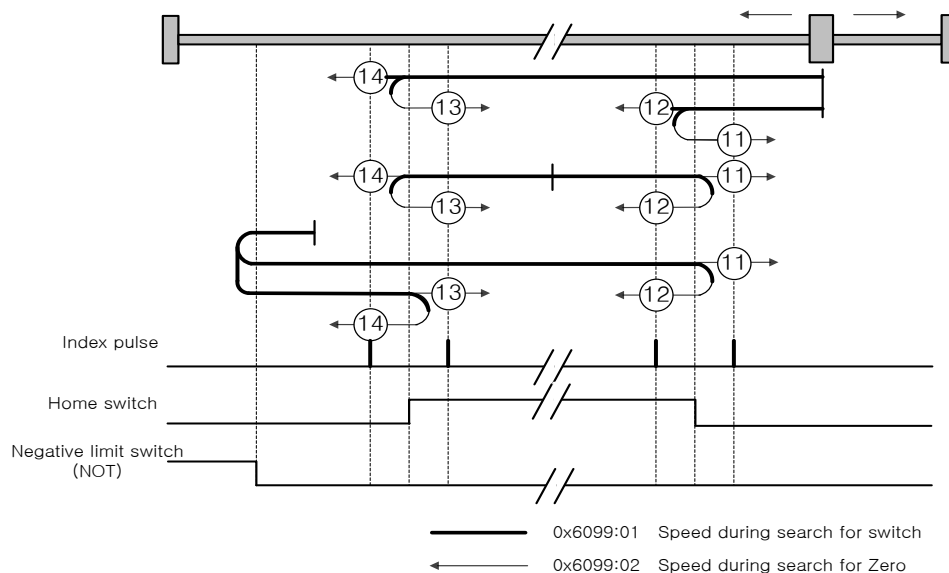 14
13
12
11
14
11
13
12
11
13
12
14
Index pulse
Home switch
Negative limit switch
(NOT)
0x6099:01 Speed during search for switch
0x6099:02 Speed during search for Zero